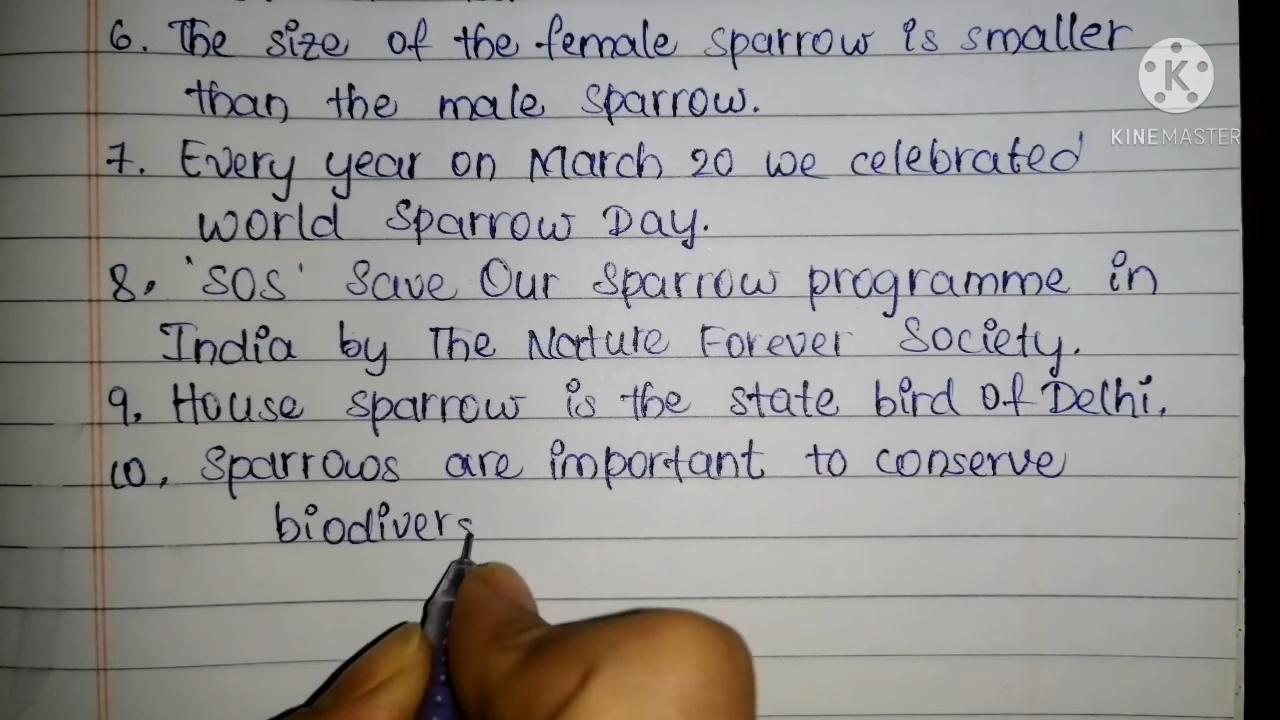 6. The size of the female sparrow is smaller
than the male sparrow.
7. Every year on March 20 we celebrated
world Sparrow Day.
8. 'SOS' Save Our Sparrow programme in
India by The Nature Forever Society.
9. House sparrow is the state bird of Delhi.
10. Sparrows are important to conserve
biodivers
K
KINEMASTER